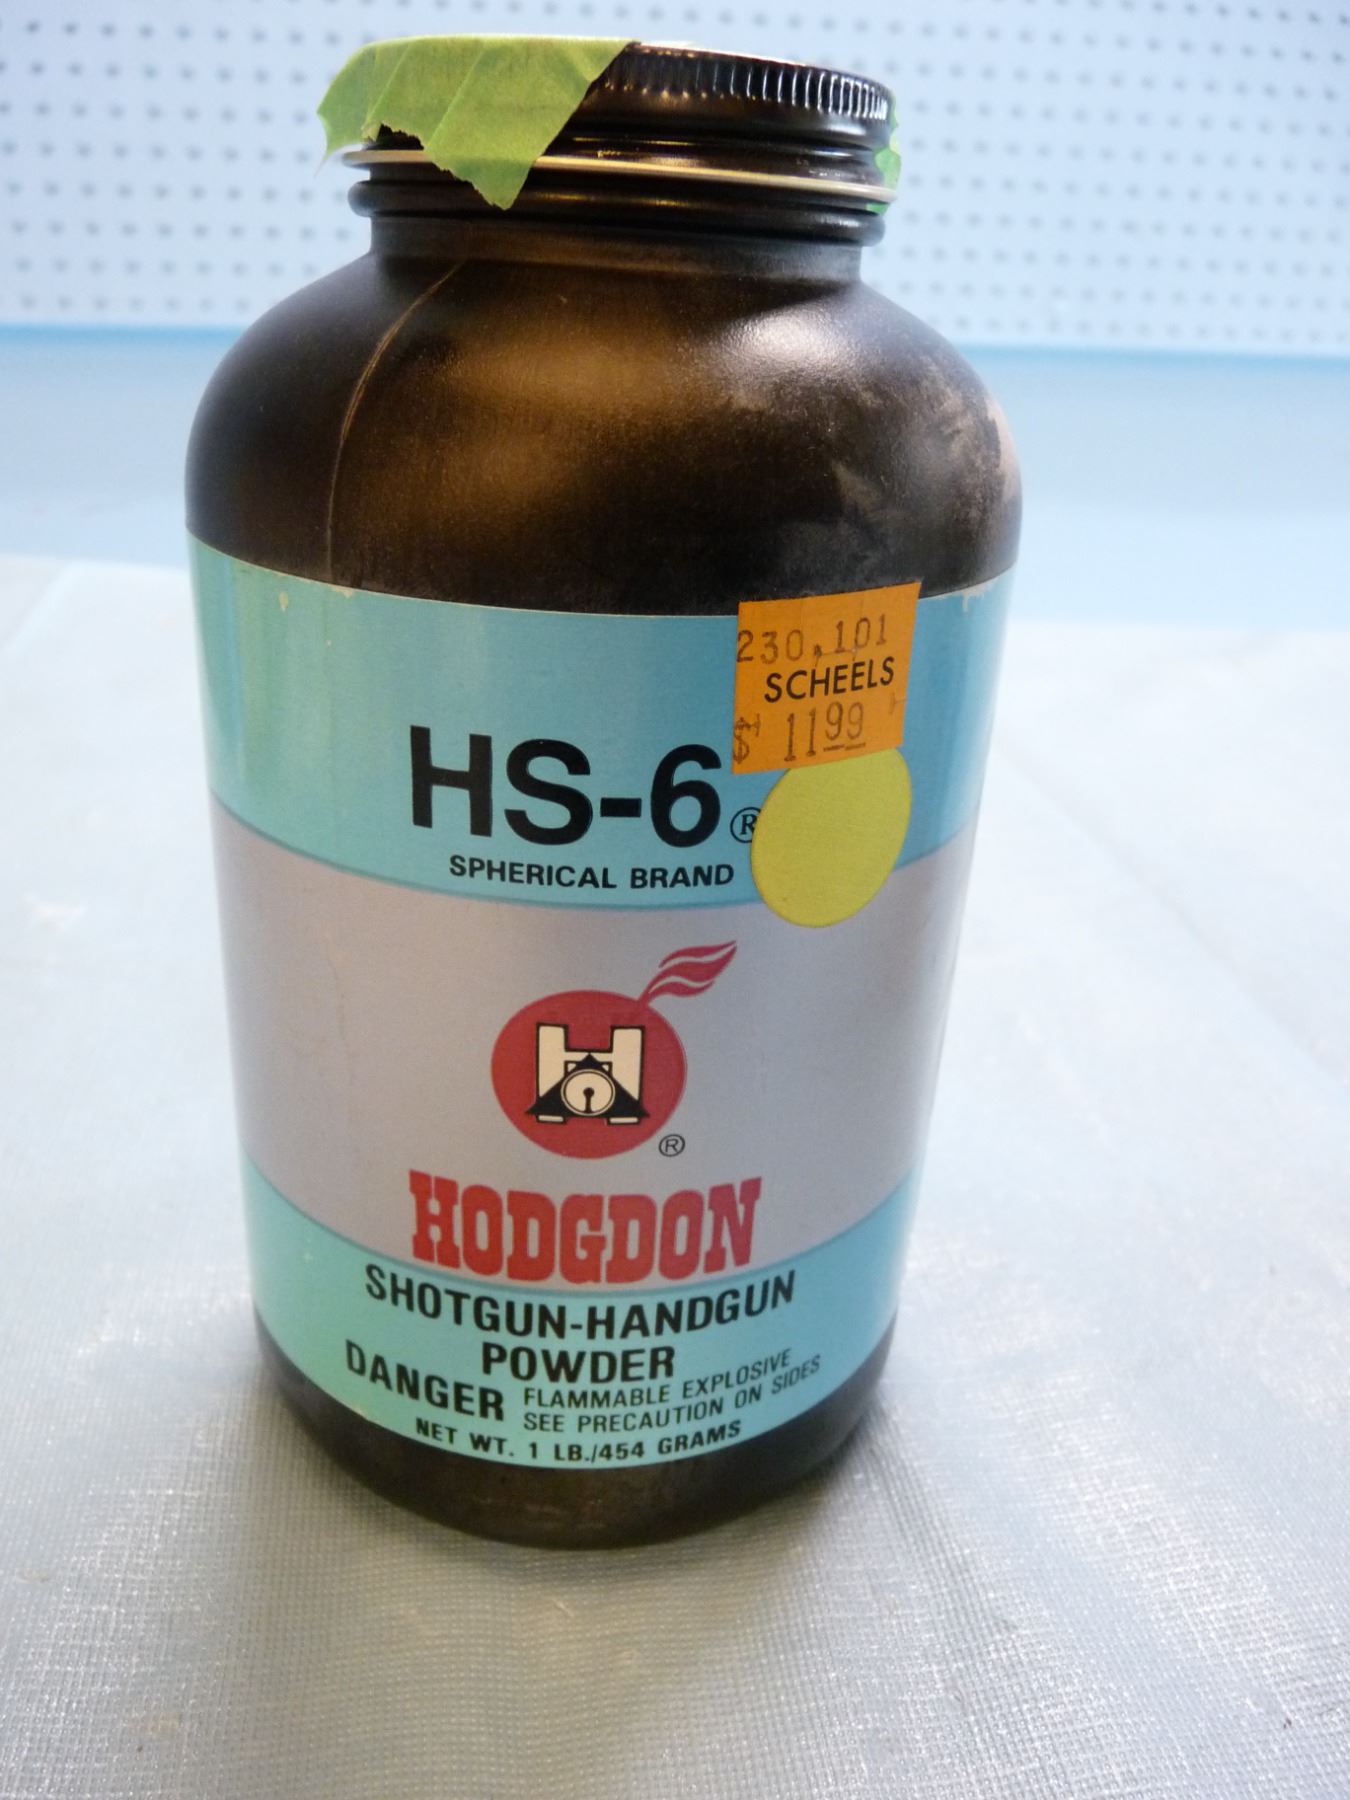 230,101
SCHEELS
$ 11.99
HS-6®
SPHERICAL BRAND
H
®
HODGDON
SHOTGUN-HANDGUN
POWDER
DANGER FLAMMABLE EXPLOSIVE
SEE PRECAUTION ON SIDES
NET WT. 1 LB./454 GRAMS